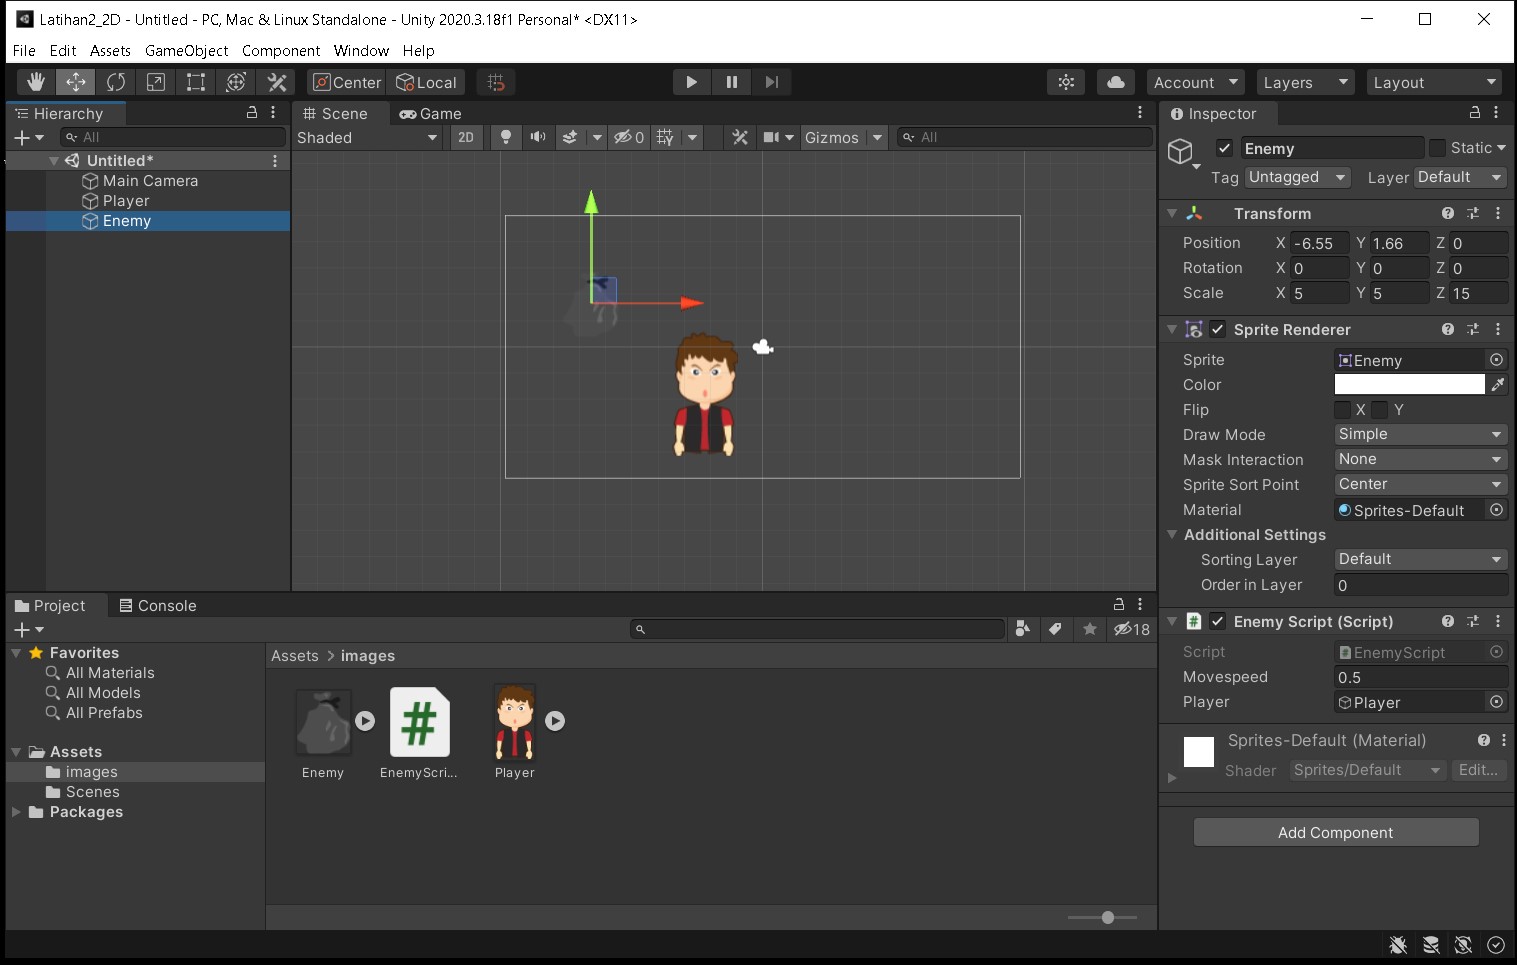 Latihan2_2D - Untitled - PC, Mac & Linux Standalone - Unity 2020.3.18f1 Personal* <DX11>
File Edit Assets GameObject Component Window Help
Center Local Account Layers Layout
Hierarchy
All
Untitled*
Main Camera
Player
Enemy
Scene Game
Shaded 2D 0 Gizmos All
Inspector
Enemy Static
Tag Untagged Layer Default
Transform
Position X -6.55 Y 1.66 Z 0
Rotation X 0 Y 0 Z 0
Scale X 5 Y 5 Z 15
Sprite Renderer
Sprite Enemy
Color
Flip X Y
Draw Mode Simple
Mask Interaction None
Sprite Sort Point Center
Material Sprites-Default
Additional Settings
Sorting Layer Default
Order in Layer 0
# Enemy Script (Script)
Script # EnemyScript
Movespeed 0.5
Player Player
Sprites-Default (Material)
Shader Sprites/Default Edit...
Add Component
Project Console
18
Favorites
All Materials
All Models
All Prefabs
Assets
images
Scenes
Packages
Assets > images
#
Enemy EnemyScri... Player